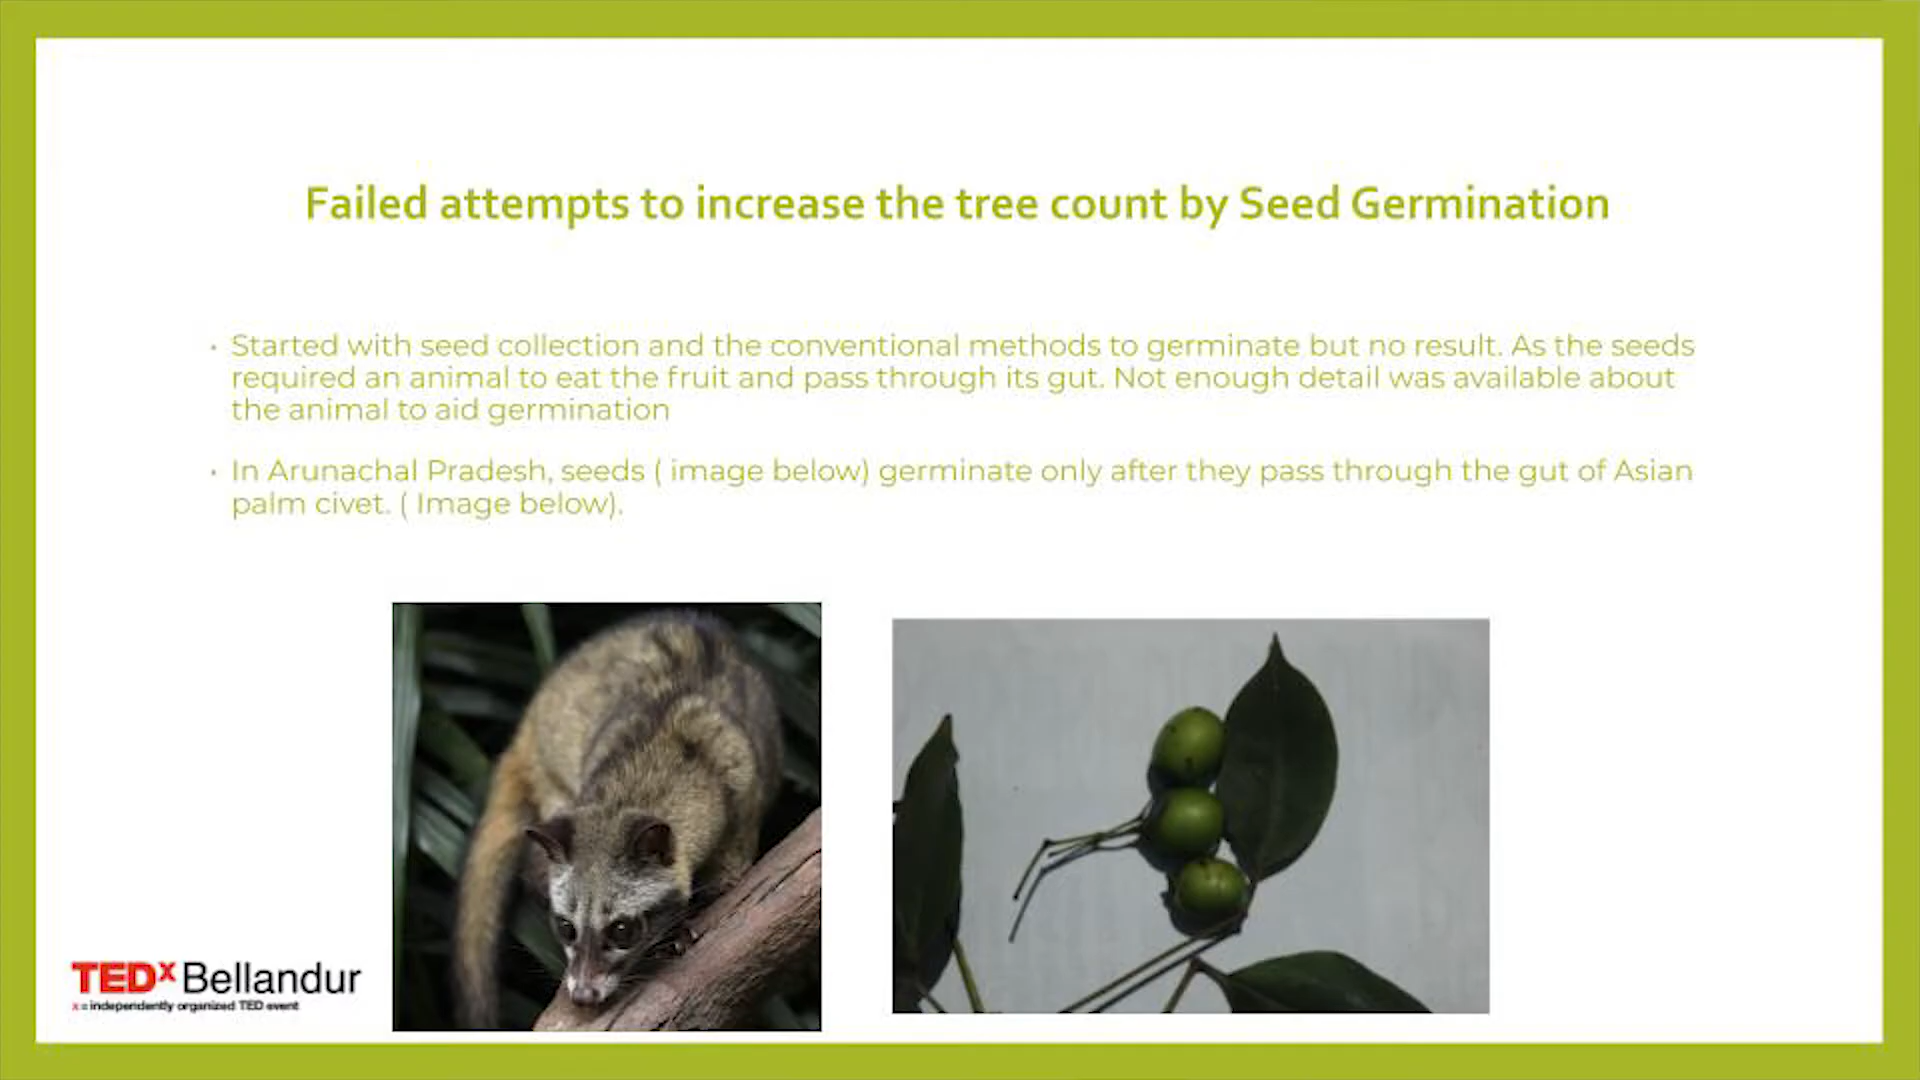 Failed attempts to increase the tree count by Seed Germination
• Started with seed collection and the conventional methods to germinate but no result. As the seeds
required an animal to eat the fruit and pass through its gut. Not enough detail was available about
the animal to aid germination
• In Arunachal Pradesh, seeds ( image below) germinate only after they pass through the gut of Asian
palm civet. ( Image below).
TEDx Bellandur
x = independently organized TED event